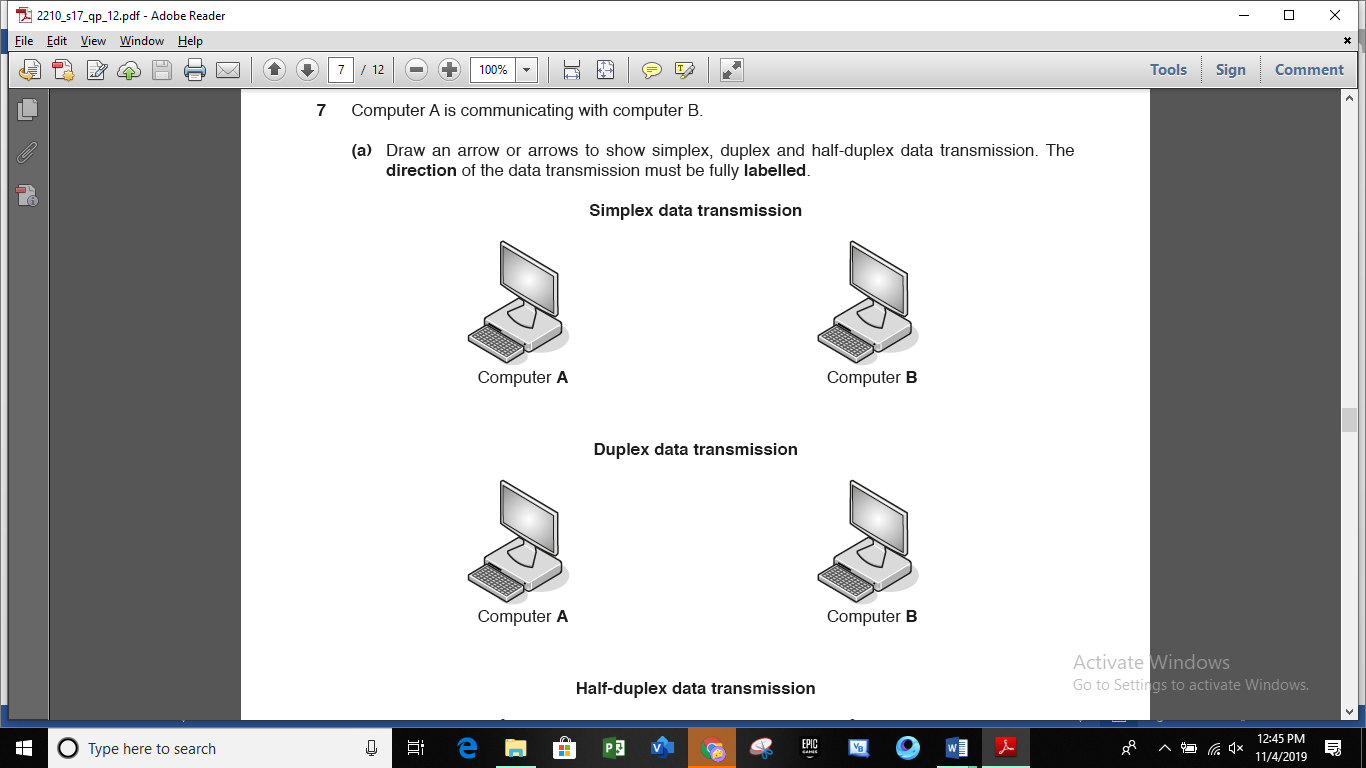 2210_s17_qp_12.pdf - Adobe Reader
File Edit View Window Help
7 / 12 100% Tools Sign Comment
7 Computer A is communicating with computer B.
(a) Draw an arrow or arrows to show simplex, duplex and half-duplex data transmission. The
direction of the data transmission must be fully labelled.
Simplex data transmission
Computer A Computer B
Duplex data transmission
Computer A Computer B
Activate Windows
Go to Settings to activate Windows.
Half-duplex data transmission
Type here to search
EPIC
GAMES
12:45 PM
11/4/2019